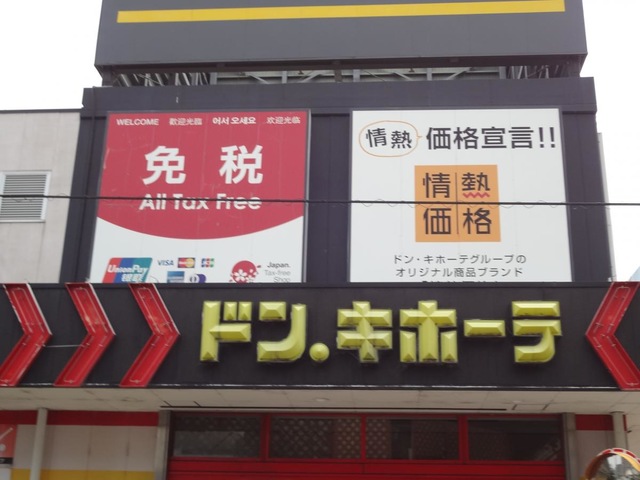 WELCOME 歡迎光臨 어서 오세요 欢迎光临
免税
All Tax Free
UnionPay
银联
VISA
JCB
Japan.
Tax-free
Shop
情熱 価格宣言!!
情熱
価格
ドン・キホーテグループの
オリジナル商品ブランド
ドン.キホーテ